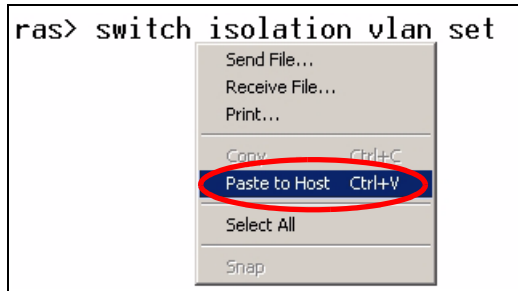 ras> switch isolation vlan set
Send File...
Receive File...
Print...
Copy Ctrl+C
Paste to Host Ctrl+V
Select All
Snap